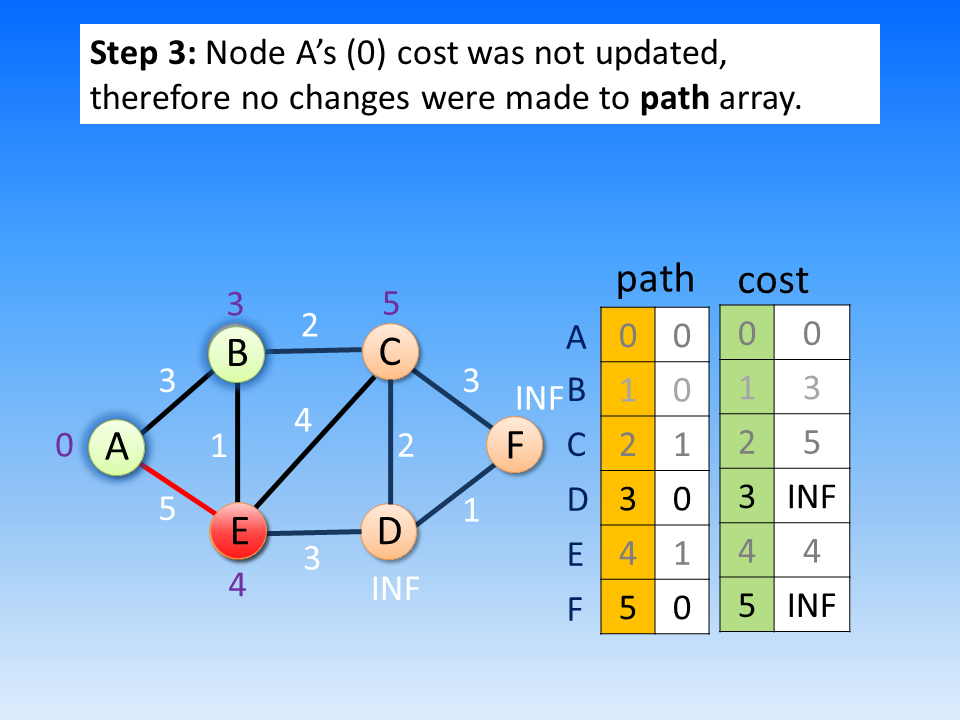 Step 3: Node A’s (0) cost was not updated,
therefore no changes were made to path array.
path cost
3 5
2
B C
3 3
INF
4
0 A 1 2 F
5 1
E D
3
4 INF
A 0 0 0 0
B 1 0 1 3
C 2 1 2 5
D 3 0 3 INF
E 4 1 4 4
F 5 0 5 INF